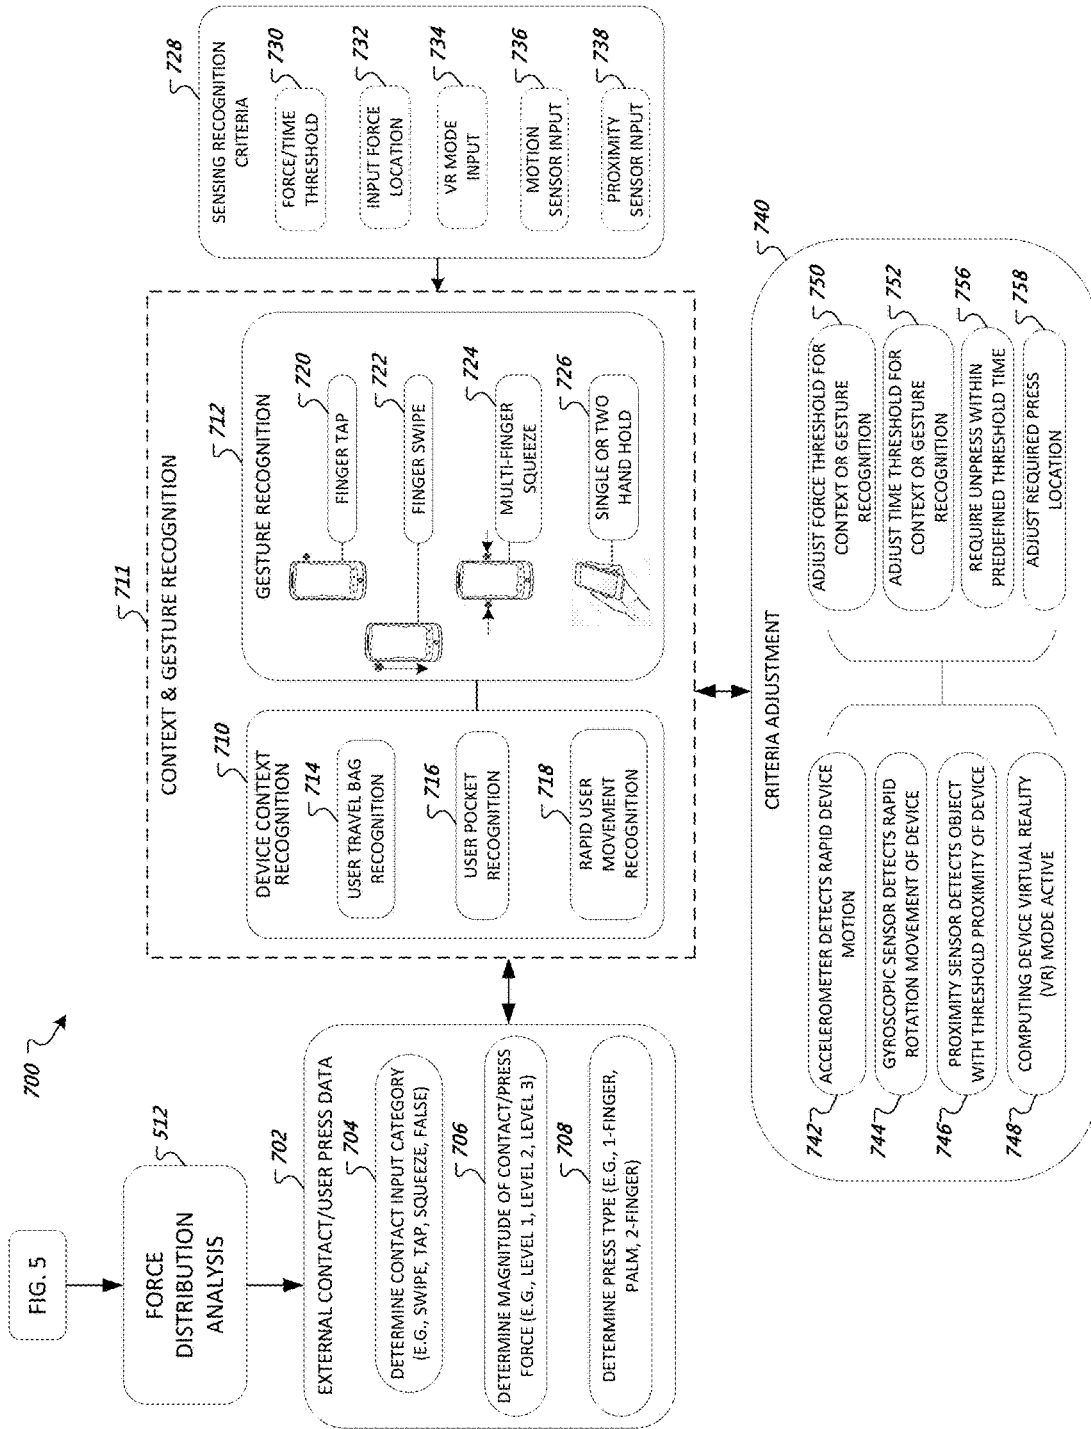 700
FIG. 5
512
FORCE
DISTRIBUTION
ANALYSIS
702
EXTERNAL CONTACT/USER PRESS DATA
704
DETERMINE CONTACT INPUT CATEGORY
(E.G., SWIPE, TAP, SQUEEZE, FALSE)
706
DETERMINE MAGNITUDE OF CONTACT/PRESS
FORCE (E.G., LEVEL 1, LEVEL 2, LEVEL 3)
708
DETERMINE PRESS TYPE (E.G., 1-FINGER,
PALM, 2-FINGER)
711
CONTEXT & GESTURE RECOGNITION
710
DEVICE CONTEXT
RECOGNITION
714
USER TRAVEL BAG
RECOGNITION
716
USER POCKET
RECOGNITION
718
RAPID USER
MOVEMENT
RECOGNITION
712
GESTURE RECOGNITION
720
FINGER TAP
722
FINGER SWIPE
724
MULTI-FINGER
SQUEEZE
726
SINGLE OR TWO
HAND HOLD
728
SENSING RECOGNITION
CRITERIA
730
FORCE/TIME
THRESHOLD
732
INPUT FORCE
LOCATION
734
VR MODE
INPUT
736
MOTION
SENSOR INPUT
738
PROXIMITY
SENSOR INPUT
740
CRITERIA ADJUSTMENT
742
ACCELEROMETER DETECTS RAPID DEVICE
MOTION
744
GYROSCOPIC SENSOR DETECTS RAPID
ROTATION MOVEMENT OF DEVICE
746
PROXIMITY SENSOR DETECTS OBJECT
WITH THRESHOLD PROXIMITY OF DEVICE
748
COMPUTING DEVICE VIRTUAL REALITY
(VR) MODE ACTIVE
750
ADJUST FORCE THRESHOLD FOR
CONTEXT OR GESTURE
RECOGNITION
752
ADJUST TIME THRESHOLD FOR
CONTEXT OR GESTURE
RECOGNITION
756
REQUIRE UNPRESS WITHIN
PREDEFINED THRESHOLD TIME
758
ADJUST REQUIRED PRESS
LOCATION